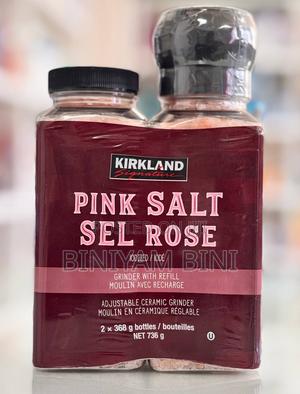 KIRKLAND
Signature
PINK SALT
SEL ROSE
BINIYAM BINI
IODIZED / IODÉ
GRINDER WITH REFILL
MOULIN AVEC RECHARGE
ADJUSTABLE CERAMIC GRINDER
MOULIN EN CÉRAMIQUE RÉGLABLE
2 × 368 g bottles / bouteilles
NET 736 g
U